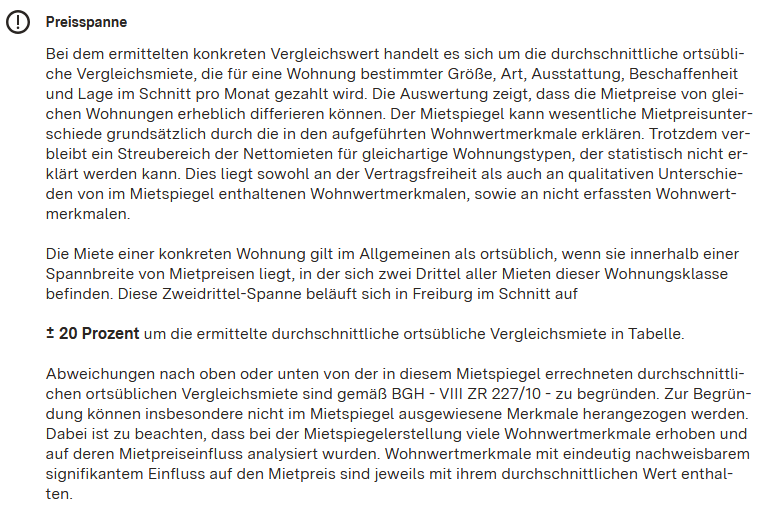 Preisspanne
Bei dem ermittelten konkreten Vergleichswert handelt es sich um die durchschnittliche ortsübli-
che Vergleichsmiete, die für eine Wohnung bestimmter Größe, Art, Ausstattung, Beschaffenheit
und Lage im Schnitt pro Monat gezahlt wird. Die Auswertung zeigt, dass die Mietpreise von glei-
chen Wohnungen erheblich differieren können. Der Mietspiegel kann wesentliche Mietpreisunter-
schiede grundsätzlich durch die in den aufgeführten Wohnwertmerkmale erklären. Trotzdem ver-
bleibt ein Streubereich der Nettomieten für gleichartige Wohnungstypen, der statistisch nicht er-
klärt werden kann. Dies liegt sowohl an der Vertragsfreiheit als auch an qualitativen Unterschie-
den von im Mietspiegel enthaltenen Wohnwertmerkmalen, sowie an nicht erfassten Wohnwert-
merkmalen.
Die Miete einer konkreten Wohnung gilt im Allgemeinen als ortsüblich, wenn sie innerhalb einer
Spannbreite von Mietpreisen liegt, in der sich zwei Drittel aller Mieten dieser Wohnungsklasse
befinden. Diese Zweidrittel-Spanne beläuft sich in Freiburg im Schnitt auf
± 20 Prozent um die ermittelte durchschnittliche ortsübliche Vergleichsmiete in Tabelle.
Abweichungen nach oben oder unten von der in diesem Mietspiegel errechneten durchschnittli-
chen ortsüblichen Vergleichsmiete sind gemäß BGH - VIII ZR 227/10 - zu begründen. Zur Begrün-
dung können insbesondere nicht im Mietspiegel ausgewiesene Merkmale herangezogen werden.
Dabei ist zu beachten, dass bei der Mietspiegelerstellung viele Wohnwertmerkmale erhoben und
auf deren Mietpreiseinfluss analysiert wurden. Wohnwertmerkmale mit eindeutig nachweisbarem
signifikantem Einfluss auf den Mietpreis sind jeweils mit ihrem durchschnittlichen Wert enthal-
ten.